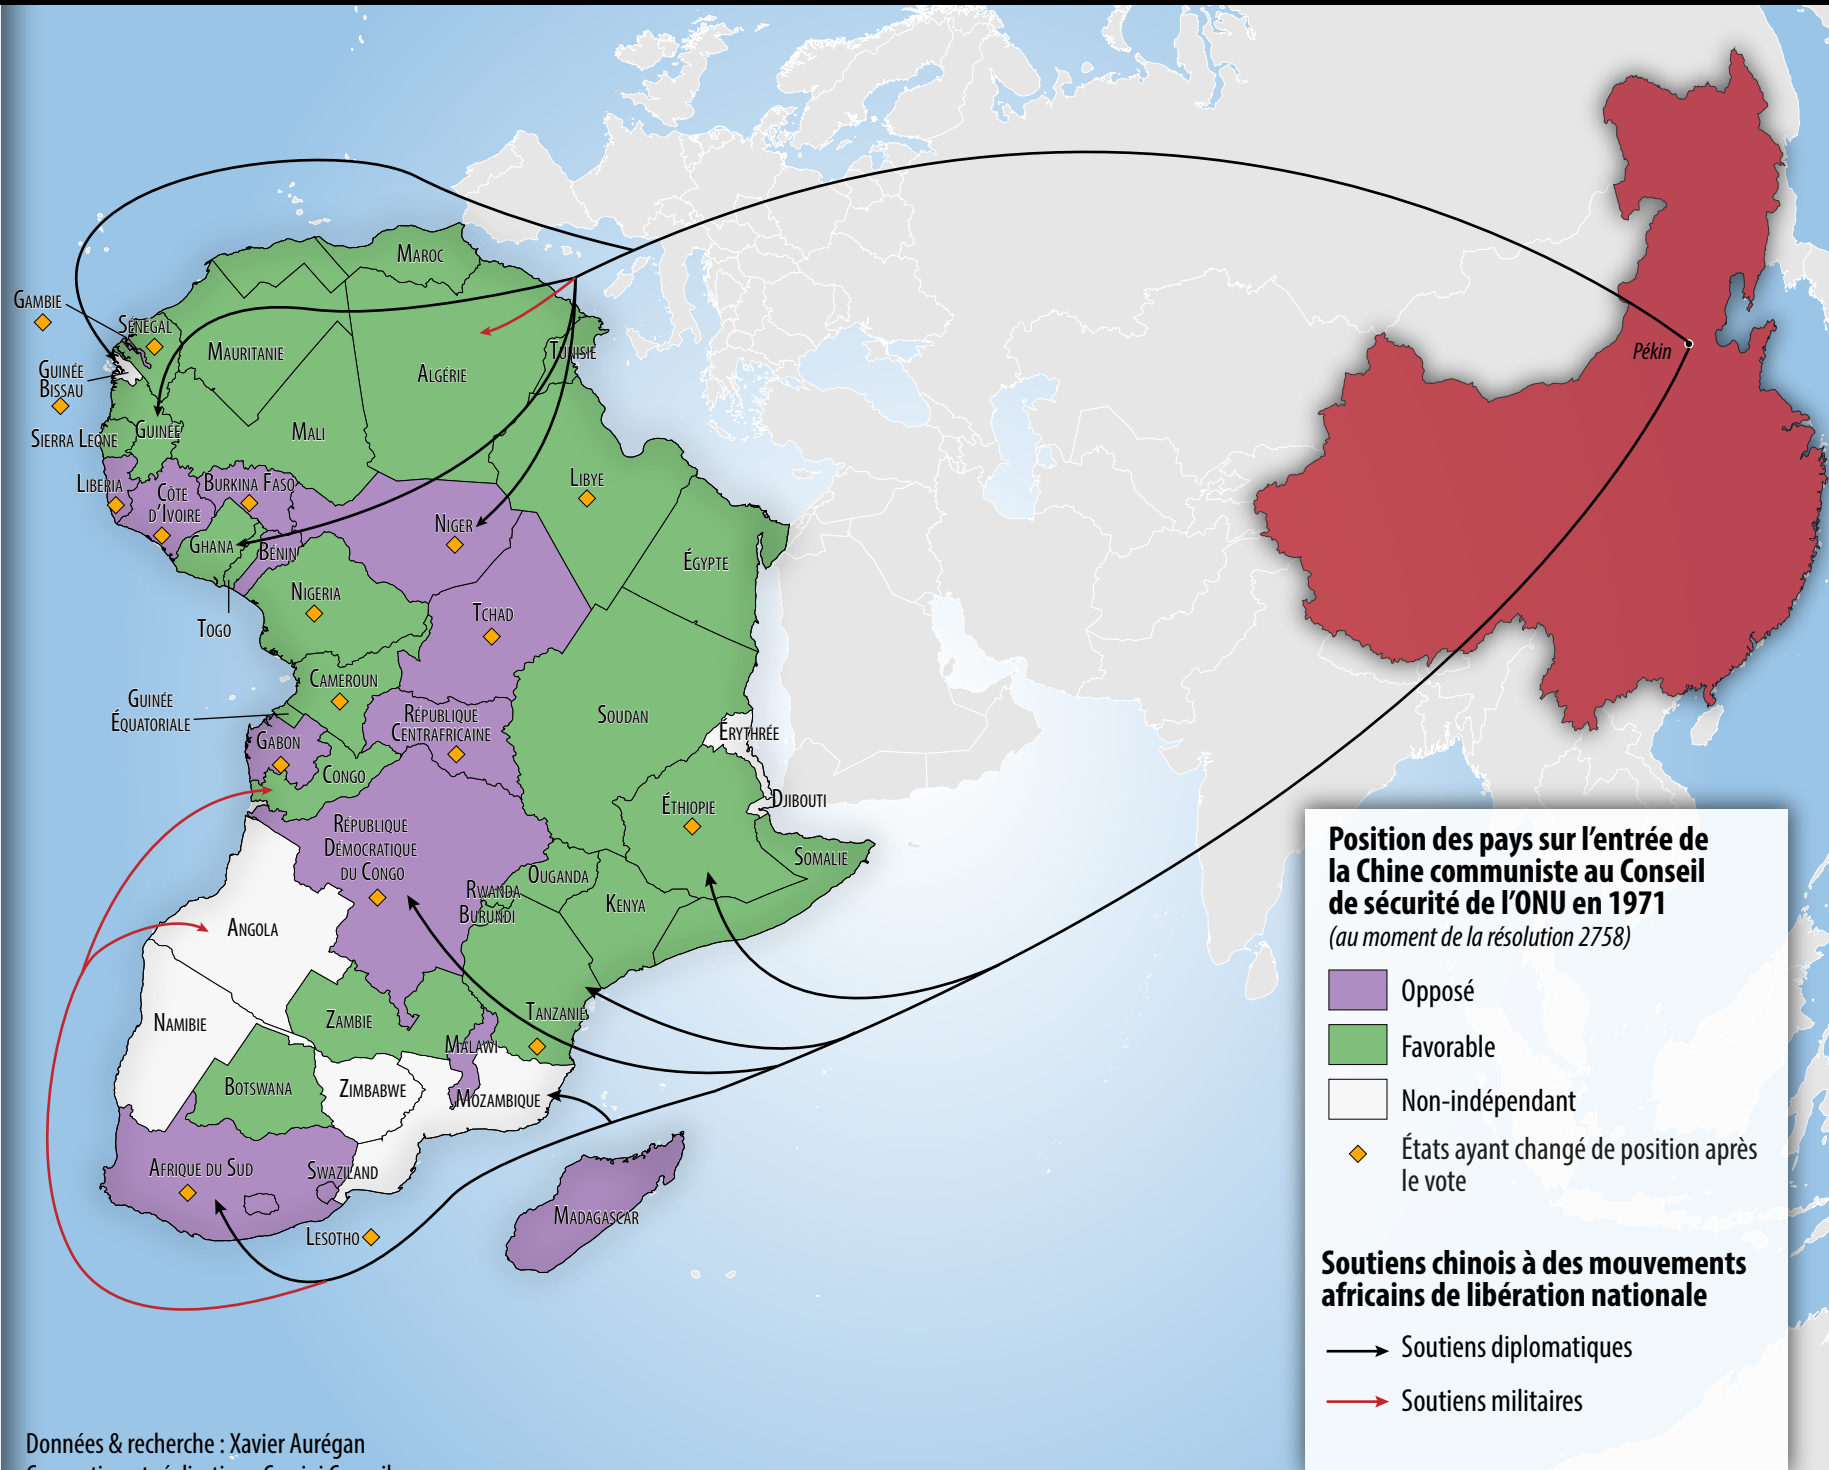 Maroc
Gambie
Sénégal
Mauritanie
Tunisie
Algérie
Guinée
Bissau
Sierra Leone
Guinée
Mali
Liberia
Côte
d'Ivoire
Burkina Faso
Libye
Niger
Ghana
Bénin
Égypte
Nigeria
Togo
Tchad
Cameroun
Guinée
Équatoriale
République
Centrafricaine
Soudan
Érythrée
Gabon
Congo
Djibouti
Éthiopie
République
Démocratique
du Congo
Somalie
Ouganda
Rwanda
Burundi
Kenya
Angola
Tanzanie
Namibie
Zambie
Malawi
Botswana
Zimbabwe
Mozambique
Afrique du Sud
Swaziland
Lesotho
Madagascar
Pékin
Position des pays sur l'entrée de
la Chine communiste au Conseil
de sécurité de l'ONU en 1971
(au moment de la résolution 2758)
Opposé
Favorable
Non-indépendant
États ayant changé de position après
le vote
Soutiens chinois à des mouvements
africains de libération nationale
Soutiens diplomatiques
Soutiens militaires
Données & recherche : Xavier Aurégan